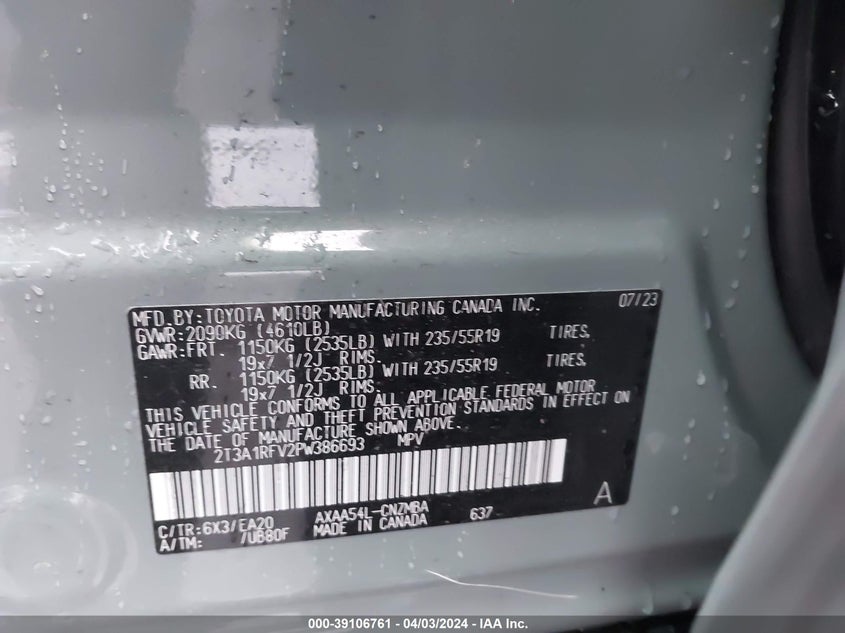 MFD.BY:TOYOTA MOTOR MANUFACTURING CANADA INC. 07/23
GVWR:2090KG (4610LB)
GAWR:FRT. 1150KG (2535LB) WITH 235/55R19 TIRES,
19x7 1/2J RIMS.
RR. 1150KG (2535LB) WITH 235/55R19 TIRES,
19x7 1/2J RIMS.
THIS VEHICLE CONFORMS TO ALL APPLICABLE FEDERAL MOTOR
VEHICLE SAFETY AND THEFT PREVENTION STANDARDS IN EFFECT ON
THE DATE OF MANUFACTURE SHOWN ABOVE.
2T3A1RFV2PW386693 MPV
A
C/TR:6X3/EA20 AXAA54L-CNZMBA 637
A/TM: /UB80F MADE IN CANADA
000-39106761 - 04/03/2024 - IAA Inc.